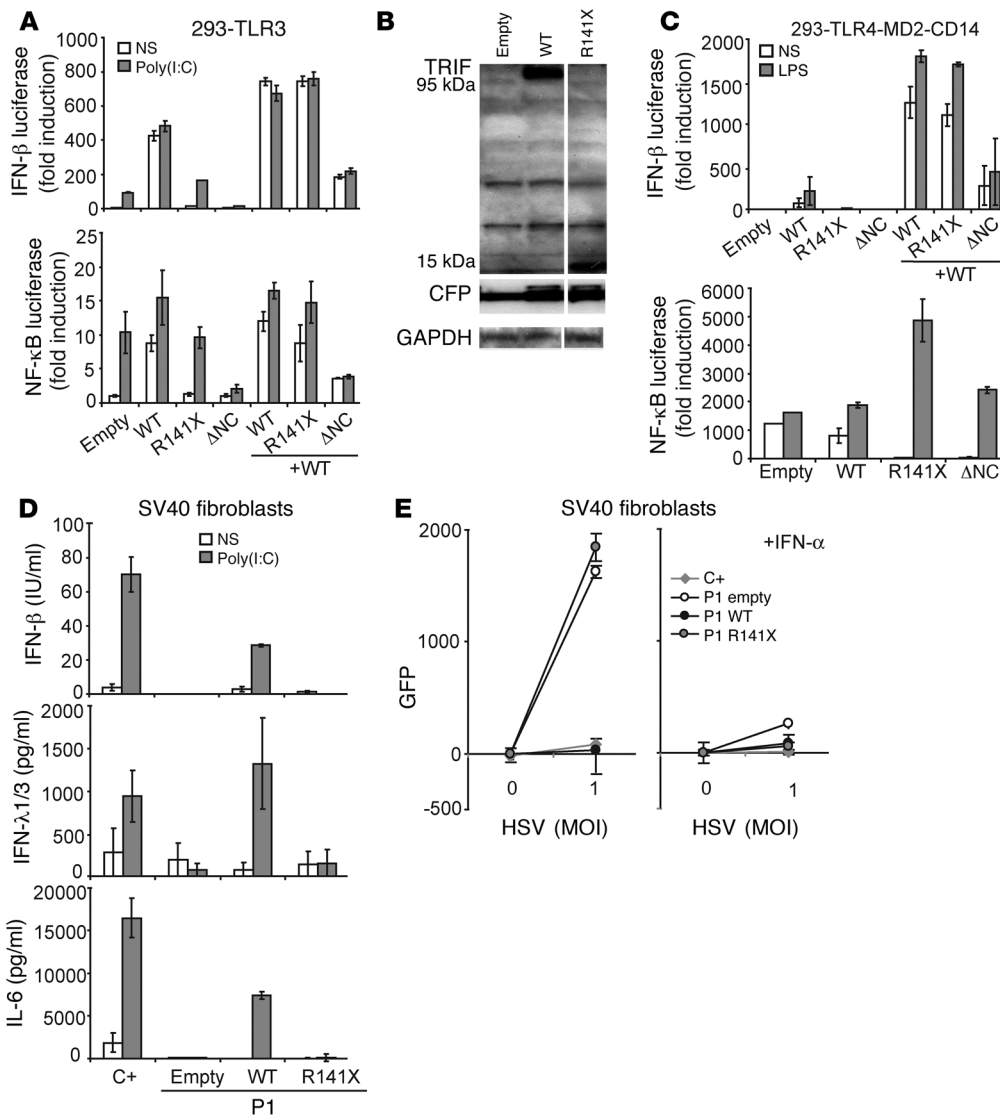 A
293-TLR3
NS
Poly(I:C)
IFN-β luciferase
(fold induction)
1000
800
600
400
200
0
NF-κB luciferase
(fold induction)
25
20
15
10
5
0
Empty
WT
R141X
ΔNC
WT
R141X
ΔNC
+WT
B
Empty
WT
R141X
TRIF
95 kDa
15 kDa
CFP
GAPDH
C
293-TLR4-MD2-CD14
NS
LPS
IFN-β luciferase
(fold induction)
2000
1500
1000
500
0
Empty
WT
R141X
ΔNC
WT
R141X
ΔNC
+WT
NF-κB luciferase
(fold induction)
6000
5000
4000
3000
2000
1000
0
Empty
WT
R141X
ΔNC
D
SV40 fibroblasts
NS
Poly(I:C)
IFN-β (IU/ml)
100
80
60
40
20
0
IFN-λ1/3 (pg/ml)
2000
1500
1000
500
0
IL-6 (pg/ml)
20000
15000
10000
5000
0
C+
Empty
WT
R141X
P1
E
SV40 fibroblasts
+IFN-α
C+
P1 empty
P1 WT
P1 R141X
GFP
2000
1000
0
-500
0
1
HSV (MOI)
0
1
HSV (MOI)